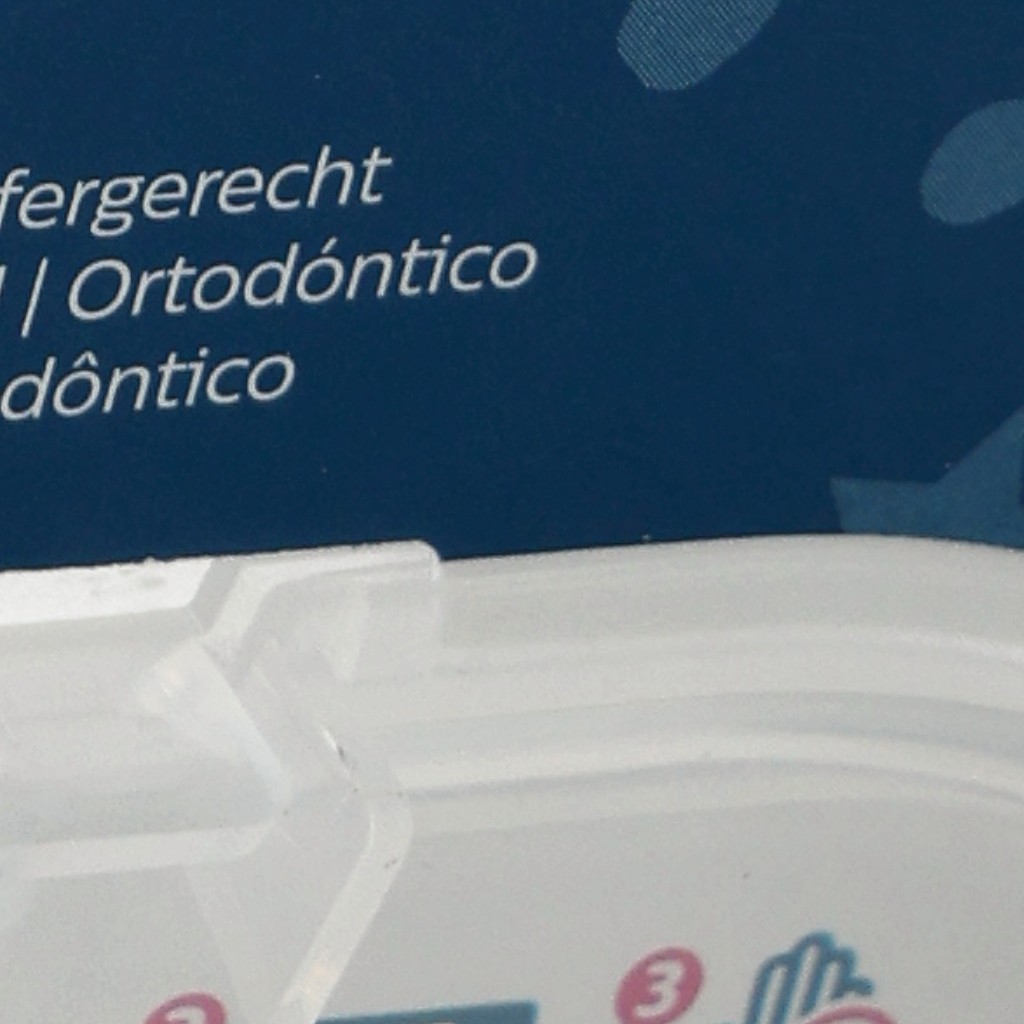 fergerecht
| Ortodóntico
dôntico
3